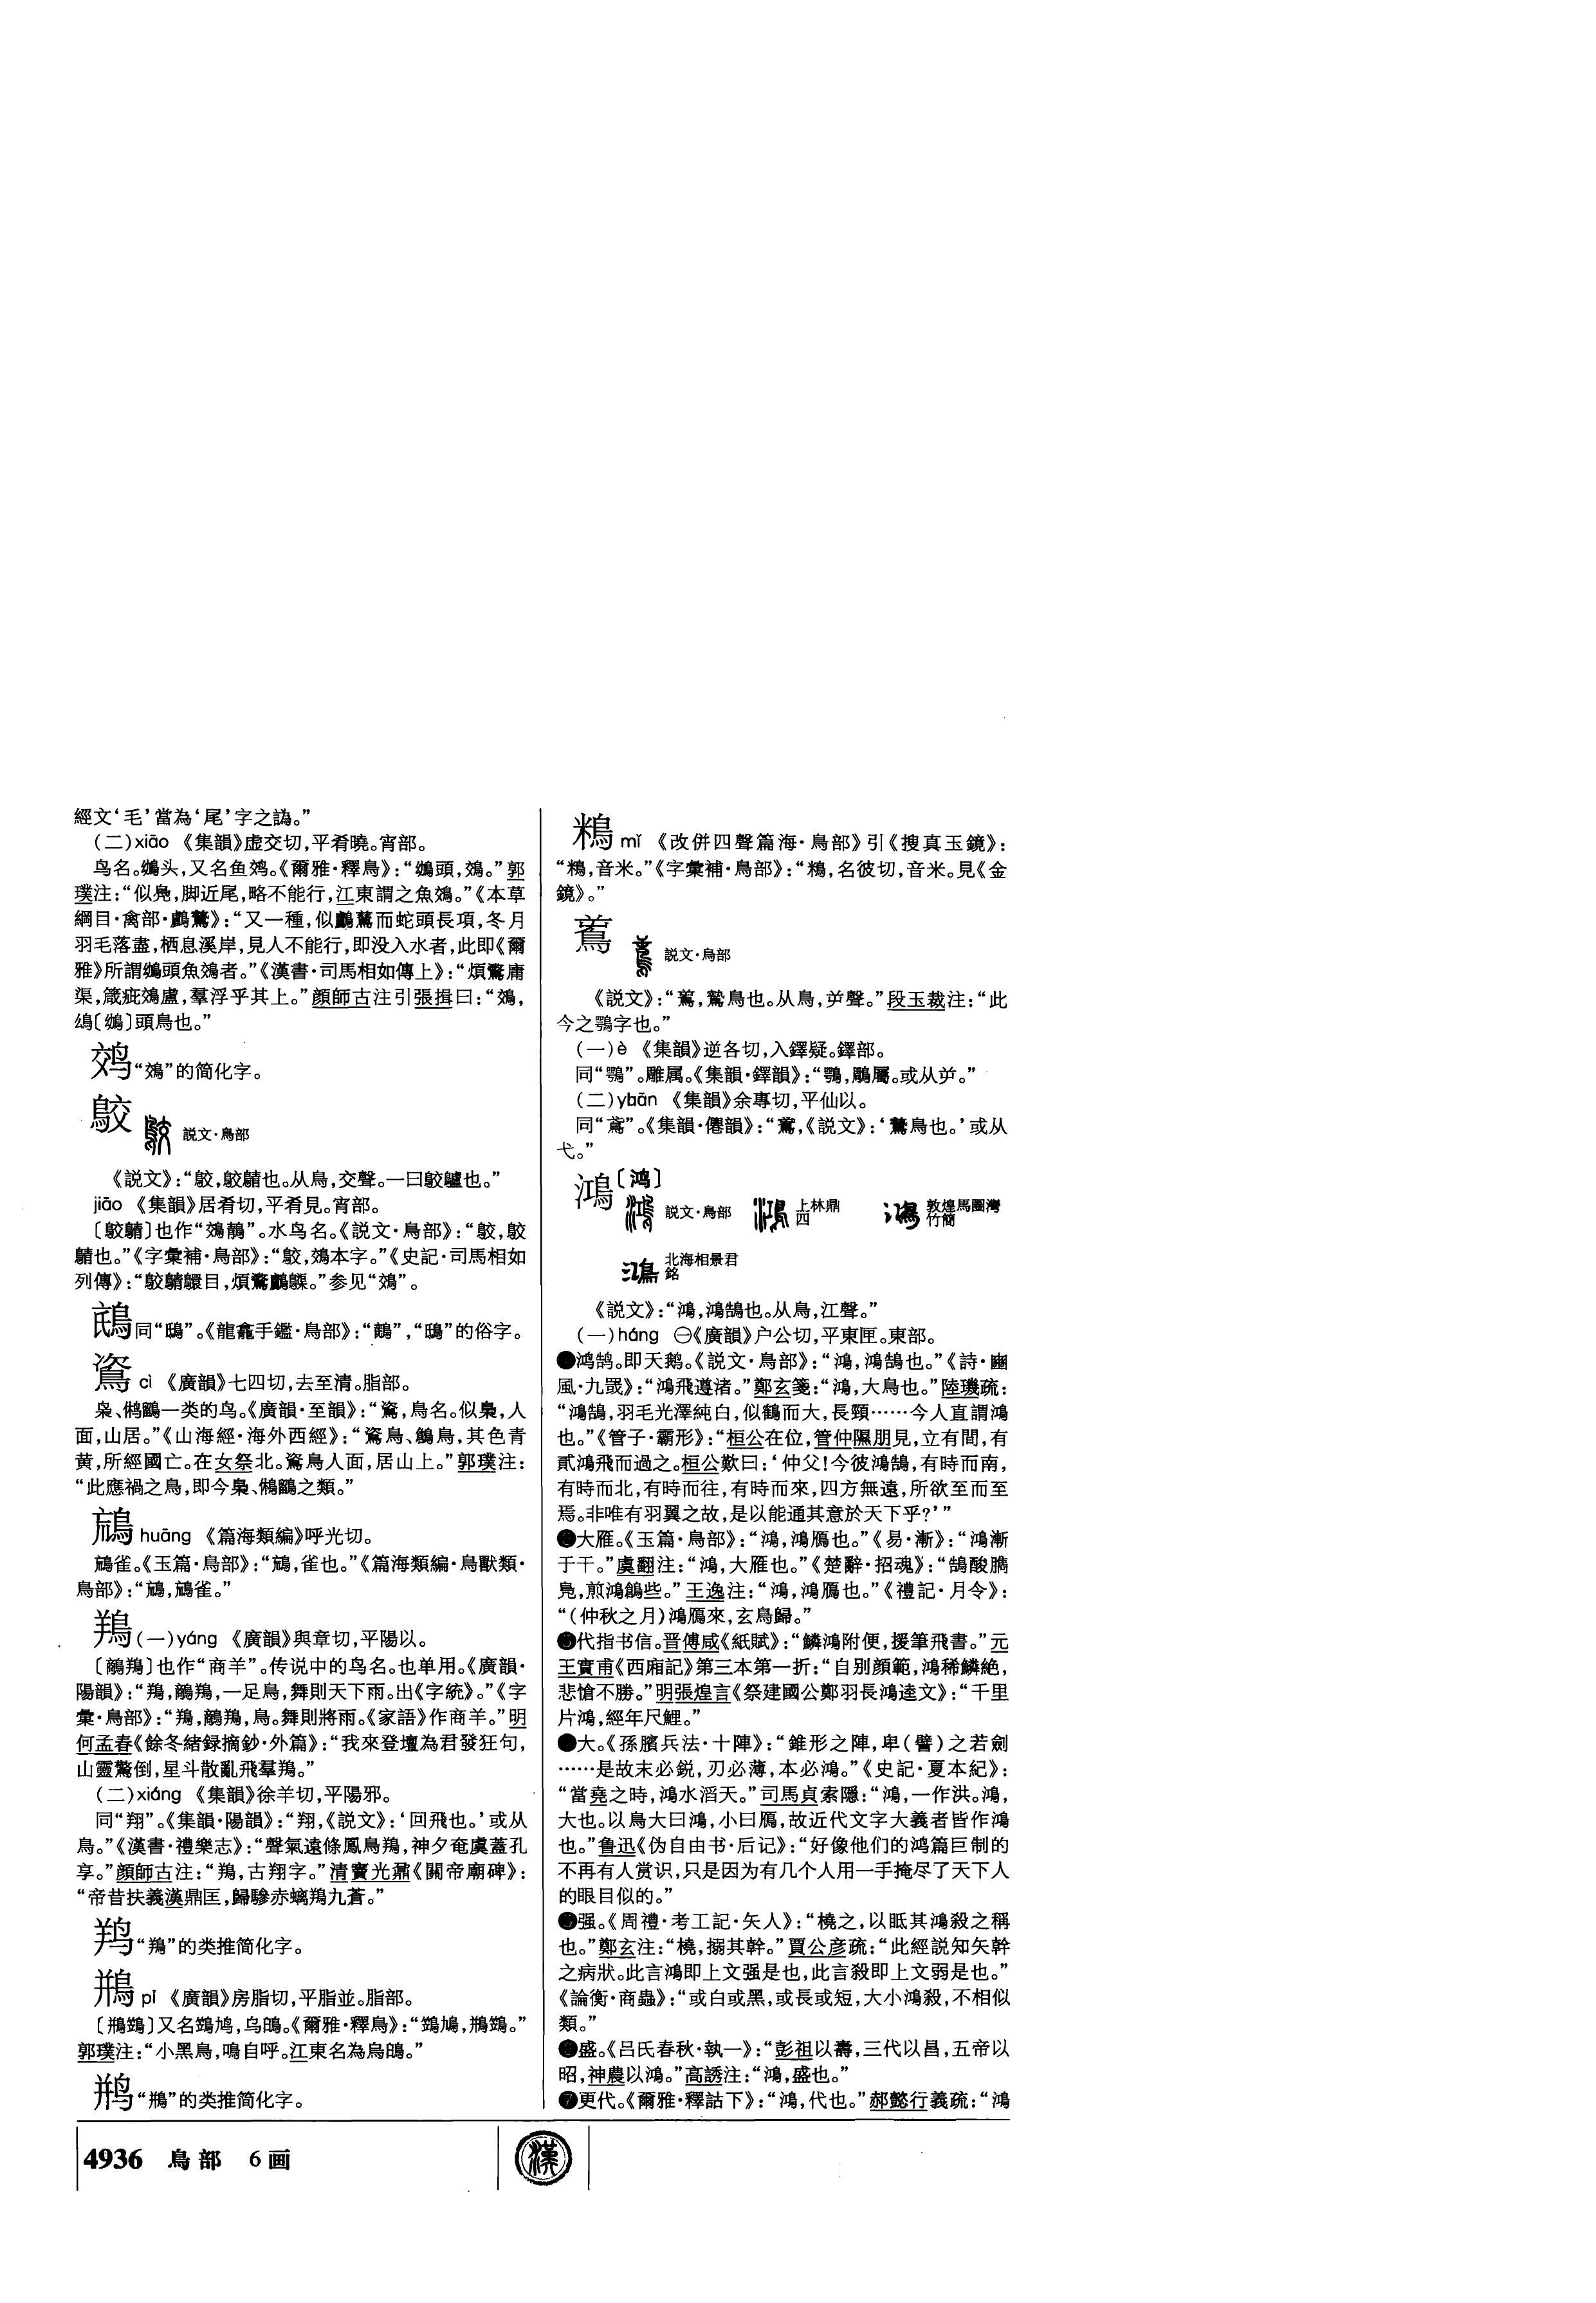 經文‘毛’當為‘尾’字之譌。”
（二）xiāo 《集韻》虚交切，平肴曉。宵部。
鸟名。鴢头，又名鱼䴔。《爾雅·釋鳥》：“鴢頭，鵁。”郭
璞注：“似鳧，脚近尾，略不能行，江東謂之魚鵁。”《本草
綱目·禽部·鸕鷀》：“又一種，似鸕鷀而蛇頭長項，冬月
羽毛落盡，栖息溪岸，見人不能行，即没入水者，此即《爾
雅》所謂鴢頭魚鵁者。”《漢書·司馬相如傳上》：“煩鶩庸
渠，箴疵鵁盧，羣浮乎其上。”顔師古注引張揖曰：“鵁，
頭鳥也。”
䴔“鵁”的简化字。
説文·鳥部
《説文》：“鵁，鵁鶄也。从鳥，交聲。一曰鵁鸕也。”
jiāo 《集韻》居肴切，平肴見。宵部。
〔鵁鶄〕也作“鵁鶄”。水鸟名。《説文·鳥部》：“鵁，鵁
鶄也。”《字彙補·鳥部》：“鵁，鵁本字。”《史記·司馬相如
列傳》：“鵁鶄䴉目，煩鶩鷛䴌。”参见“鵁”。
同“鴟”。《龍龕手鑑·鳥部》：“”，“鴟”的俗字。
鴜 cì 《廣韻》七四切，去至清。脂部。
枭、鸺鶹一类的鸟。《廣韻·至韻》：“鴜，鳥名。似梟，人
面，山居。”《山海經·海外西經》：“鴜鳥、鶬鳥，其色青
黄，所經國亡。在女祭北。鴜鳥人面，居山上。”郭璞注：
“此應禍之鳥，即今梟、鵂鶹之類。”
huāng 《篇海類編》呼光切。
雀。《玉篇·鳥部》：“，雀也。”《篇海類編·鳥獸類·
鳥部》：“，雀。”
鴹（一）yáng 《廣韻》與章切，平陽以。
〔鷊鴹〕也作“商羊”。传说中的鸟名。也单用。《廣韻·
陽韻》：“鴹，鴹，一足鳥，舞則天下雨。出《字統》。”《字
彙·鳥部》：“鴹，鴹，鳥。舞則將雨。《家語》作商羊。”明
何孟春《餘冬緒録摘鈔·外篇》：“我來登壇為君發狂句，
山靈驚倒，星斗散亂飛羣鴹。”
（二）xiáng 《集韻》徐羊切，平陽邪。
同“翔”。《集韻·陽韻》：“翔，《説文》：‘回飛也。’或从
鳥。”《漢書·禮樂志》：“聲氣遠條鳳鳥鴹，神夕奄虞蓋孔
享。”顔師古注：“鴹，古翔字。”清竇光鼐《關帝廟碑》：
“帝昔扶義漢鼎匡，歸驂赤螭鴹九蒼。”
“鴹”的类推简化字。
pí 《廣韻》房脂切，平脂並。脂部。
〔鵧鷑〕又名鷑鳩，乌鴭。《爾雅·釋鳥》：“鷑鳩，鵧鷑。”
郭璞注：“小黑鳥，鳴自呼。江東名為烏鴭。”
“鵧”的类推简化字。
mǐ 《改併四聲篇海·鳥部》引《搜真玉鏡》：
“，音米。”《字彙補·鳥部》：“，名彼切，音米。見《金
鏡》。”
説文·鳥部
《説文》：“，鷙鳥也。从鳥，屰聲。”段玉裁注：“此
今之鶚字也。”
（一）è 《集韻》逆各切，入鐸疑。鐸部。
同“鶚”。雕属。《集韻·鐸韻》：“鶚，鵰屬。或从屰。”
（二）yuān 《集韻》余專切，平仙以。
同“鳶”。《集韻·僊韻》：“鳶，《説文》：‘鷙鳥也。’或从
弋。”
鴻〔鸿〕
説文·鳥部 上林鼎四 敦煌馬圈灣竹簡
北海相景君銘
《説文》：“鴻，鴻鵠也。从鳥，江聲。”
（一）hóng ㊀《廣韻》户公切，平東匣。東部。
❶鸿鹄。即天鹅。《説文·鳥部》：“鴻，鴻鵠也。”《詩·豳
風·九罭》：“鴻飛遵渚。”鄭玄箋：“鴻，大鳥也。”陸璣疏：
“鴻鵠，羽毛光澤純白，似鶴而大，長頸……今人直謂鴻
也。”《管子·霸形》：“桓公在位，管仲隰朋見，立有間，有
貳鴻飛而過之。桓公歎曰：‘仲父！今彼鴻鵠，有時而南，
有時而北，有時而往，有時而來，四方無遠，所欲至而至
焉。非唯有羽翼之故，是以能通其意於天下乎？’”
❷大雁。《玉篇·鳥部》：“鴻，鴻鴈也。”《易·漸》：“鴻漸
于干。”虞翻注：“鴻，大雁也。”《楚辭·招魂》：“鵠酸臇
鳧，煎鴻鶬些。”王逸注：“鴻，鴻鴈也。”《禮記·月令》：
“（仲秋之月）鴻鴈來，玄鳥歸。”
❸代指书信。晋傅咸《紙賦》：“鱗鴻附便，援筆飛書。”元
王實甫《西廂記》第三本第一折：“自别顔範，鴻稀鱗絶，
悲愴不勝。”明張煌言《祭建國公鄭羽長鴻逵文》：“千里
片鴻，經年尺鯉。”
❹大。《孫臏兵法·十陣》：“錐形之陣，卑（譬）之若劍
……是故末必鋭，刃必薄，本必鴻。”《史記·夏本紀》：
“當堯之時，鴻水滔天。”司馬貞索隱：“鴻，一作洪。鴻，
大也。以鳥大曰鴻，小曰鴈，故近代文字大義者皆作鴻
也。”鲁迅《伪自由书·后记》：“好像他们的鸿篇巨制的
不再有人赏识，只是因为有几个人用一手掩尽了天下人
的眼目似的。”
❺强。《周禮·考工記·矢人》：“橈之，以眡其鴻殺之稱
也。”鄭玄注：“橈，搦其幹。”賈公彦疏：“此經説知矢幹
之病狀。此言鴻即上文强是也，此言殺即上文弱是也。”
《論衡·商蟲》：“或白或黑，或長或短，大小鴻殺，不相似
類。”
❻盛。《吕氏春秋·執一》：“彭祖以壽，三代以昌，五帝以
昭，神農以鴻。”高誘注：“鴻，盛也。”
❼更代。《爾雅·釋詁下》：“鴻，代也。”郝懿行義疏：“鴻
4936 鳥部 6画
漢